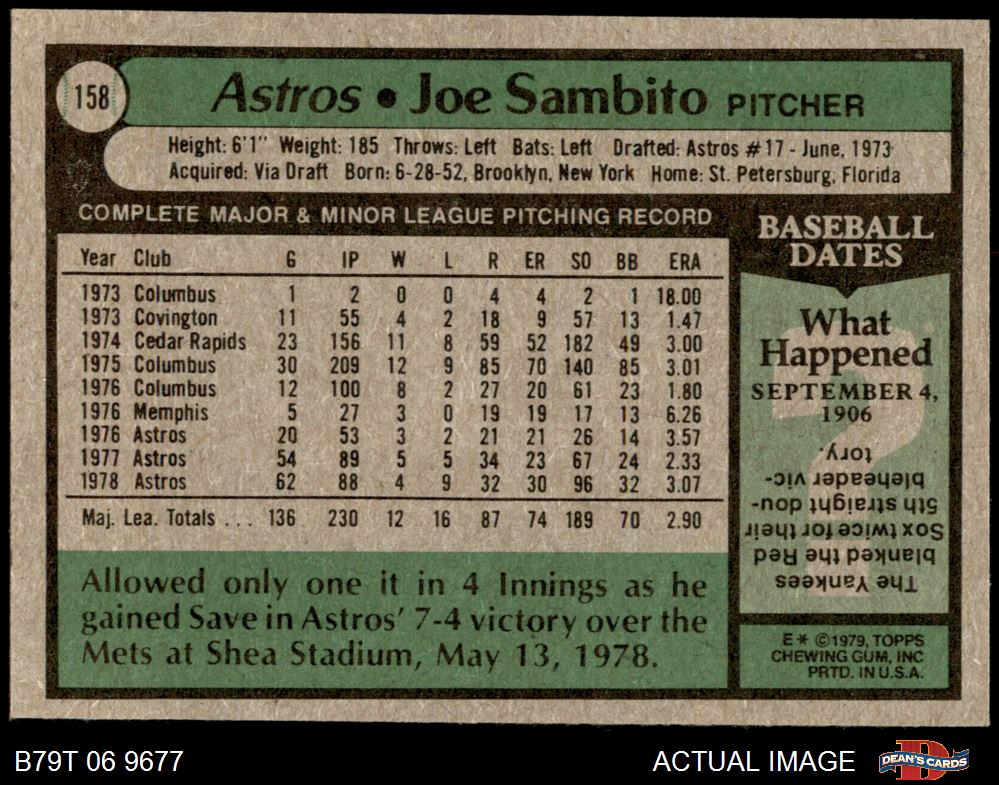 158
Astros • Joe Sambito PITCHER
Height: 6'1" Weight: 185 Throws: Left Bats: Left Drafted: Astros #17 - June, 1973
Acquired: Via Draft Born: 6-28-52, Brooklyn, New York Home: St. Petersburg, Florida
COMPLETE MAJOR & MINOR LEAGUE PITCHING RECORD
Year Club G IP W L R ER SO BB ERA
1973 Columbus 1 2 0 0 4 4 2 1 18.00
1973 Covington 11 55 4 2 18 9 57 13 1.47
1974 Cedar Rapids 23 156 11 8 59 52 182 49 3.00
1975 Columbus 30 209 12 9 85 70 140 85 3.01
1976 Columbus 12 100 8 2 27 20 61 23 1.80
1976 Memphis 5 27 3 0 19 19 17 13 6.26
1976 Astros 20 53 3 2 21 21 26 14 3.57
1977 Astros 54 89 5 5 34 23 67 24 2.33
1978 Astros 62 88 4 9 32 30 96 32 3.07
Maj. Lea. Totals . . . 136 230 12 16 87 74 189 70 2.90
Allowed only one it in 4 Innings as he
gained Save in Astros' 7-4 victory over the
Mets at Shea Stadium, May 13, 1978.
BASEBALL
DATES
What
Happened
SEPTEMBER 4,
1906
The Yankees
blanked the Red
Sox twice for their
5th straight dou-
bleheader vic-
tory.
E* ©1979, TOPPS
CHEWING GUM, INC
PRTD. IN U.S.A.
B79T 06 9677
ACTUAL IMAGE
D
DEAN'S CARDS